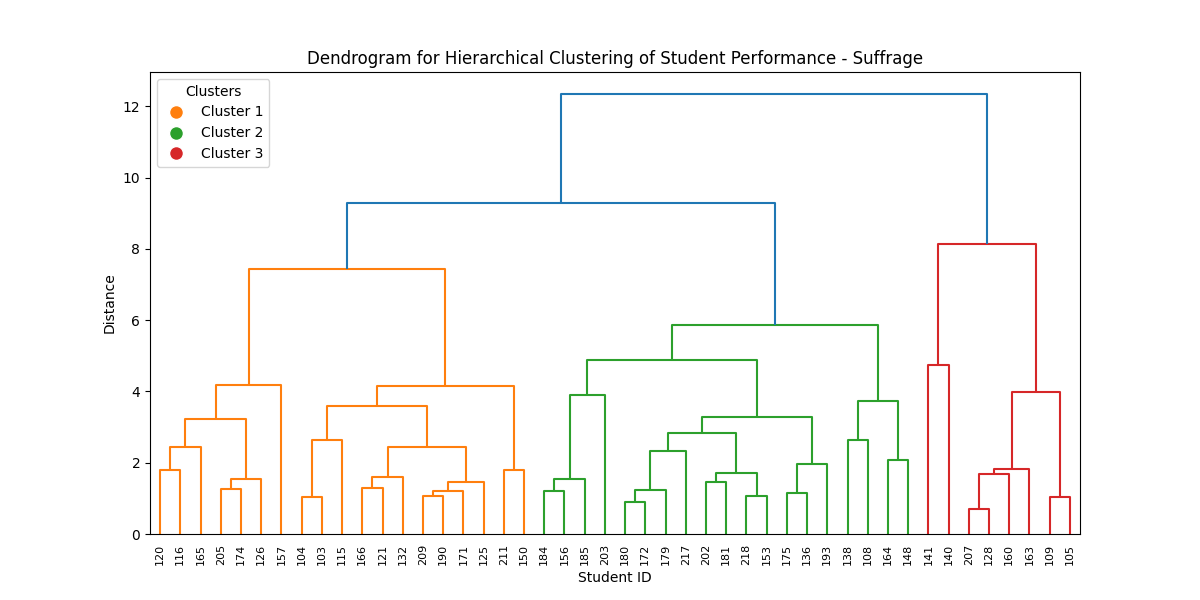 Dendrogram for Hierarchical Clustering of Student Performance - Suffrage
Clusters
Cluster 1
Cluster 2
Cluster 3
12
10
8
6
4
2
0
Distance
120 116 165 205 174 126 157 104 103 115 166 121 132 209 190 171 125 211 150 184 156 185 203 180 172 179 217 202 181 218 153 175 136 193 138 108 164 148 141 140 207 128 160 163 109 105
Student ID